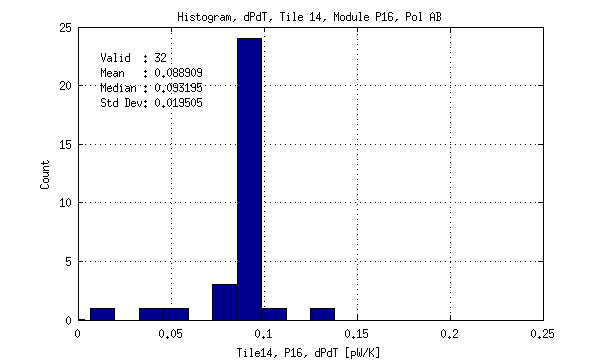 Histogram, dPdT, Tile 14, Module P16, Pol AB
25
Valid : 32
Mean : 0.088909
Median : 0.093195
Std Dev: 0.019505
20
15
10
5
0
Count
0 0.05 0.1 0.15 0.2 0.25
Tile14, P16, dPdT [pW/K]